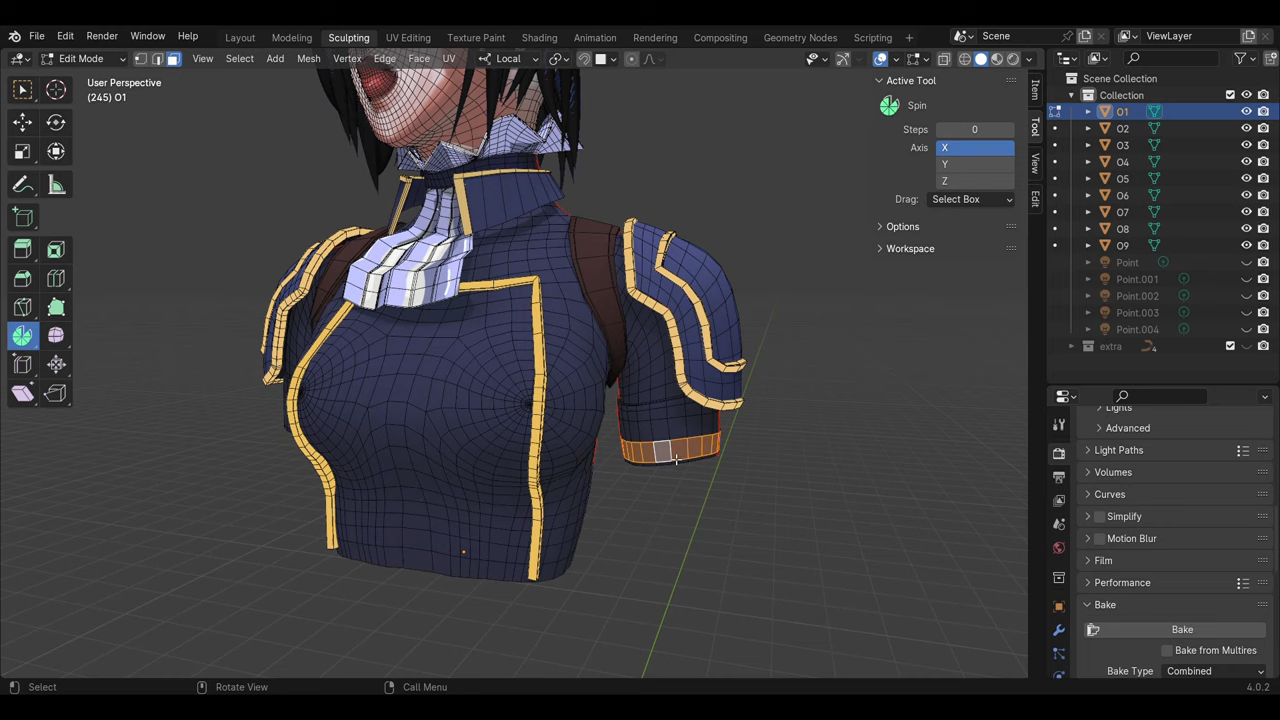 File Edit Render Window Help Layout Modeling Sculpting UV Editing Texture Paint Shading Animation Rendering Compositing Geometry Nodes Scripting Scene ViewLayer
Edit Mode View Select Add Mesh Vertex Edge Face UV Local
User Perspective
(245) O1
Active Tool
Spin
Steps 0
Axis X
Y
Z
Drag: Select Box
Options
Workspace
Item
Tool
View
Edit
Scene Collection
Collection
O1
O2
O3
O4
O5
O6
O7
O8
O9
Point
Point.001
Point.002
Point.003
Point.004
extra 4
Lights
Advanced
Light Paths
Volumes
Curves
Simplify
Motion Blur
Film
Performance
Bake
Bake
Bake from Multires
Bake Type Combined
Select Rotate View Call Menu 4.0.2